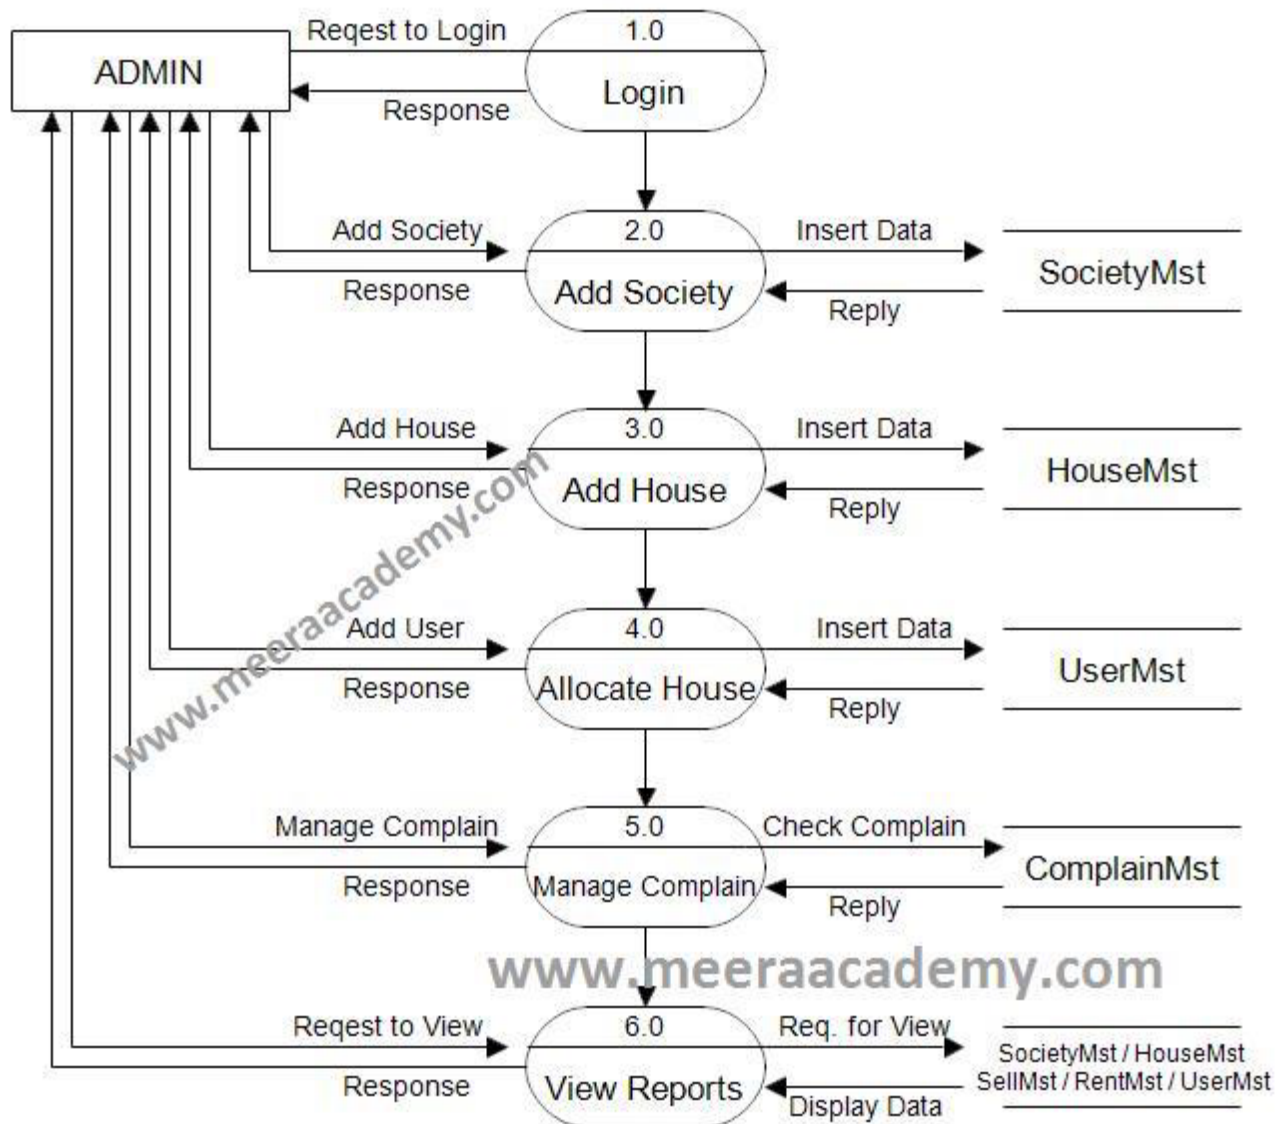 Reqest to Login
1.0
ADMIN
Login
Response
Add Society
2.0
Insert Data
SocietyMst
Response
Add Society
Reply
Add House
3.0
Insert Data
HouseMst
Response
Add House
Reply
www.meeraacademy.com
Add User
4.0
Insert Data
UserMst
Response
Allocate House
Reply
Manage Complain
5.0
Check Complain
ComplainMst
Response
Manage Complain
Reply
www.meeraacademy.com
Reqest to View
6.0
Req. for View
SocietyMst / HouseMst
SellMst / RentMst / UserMst
Response
View Reports
Display Data